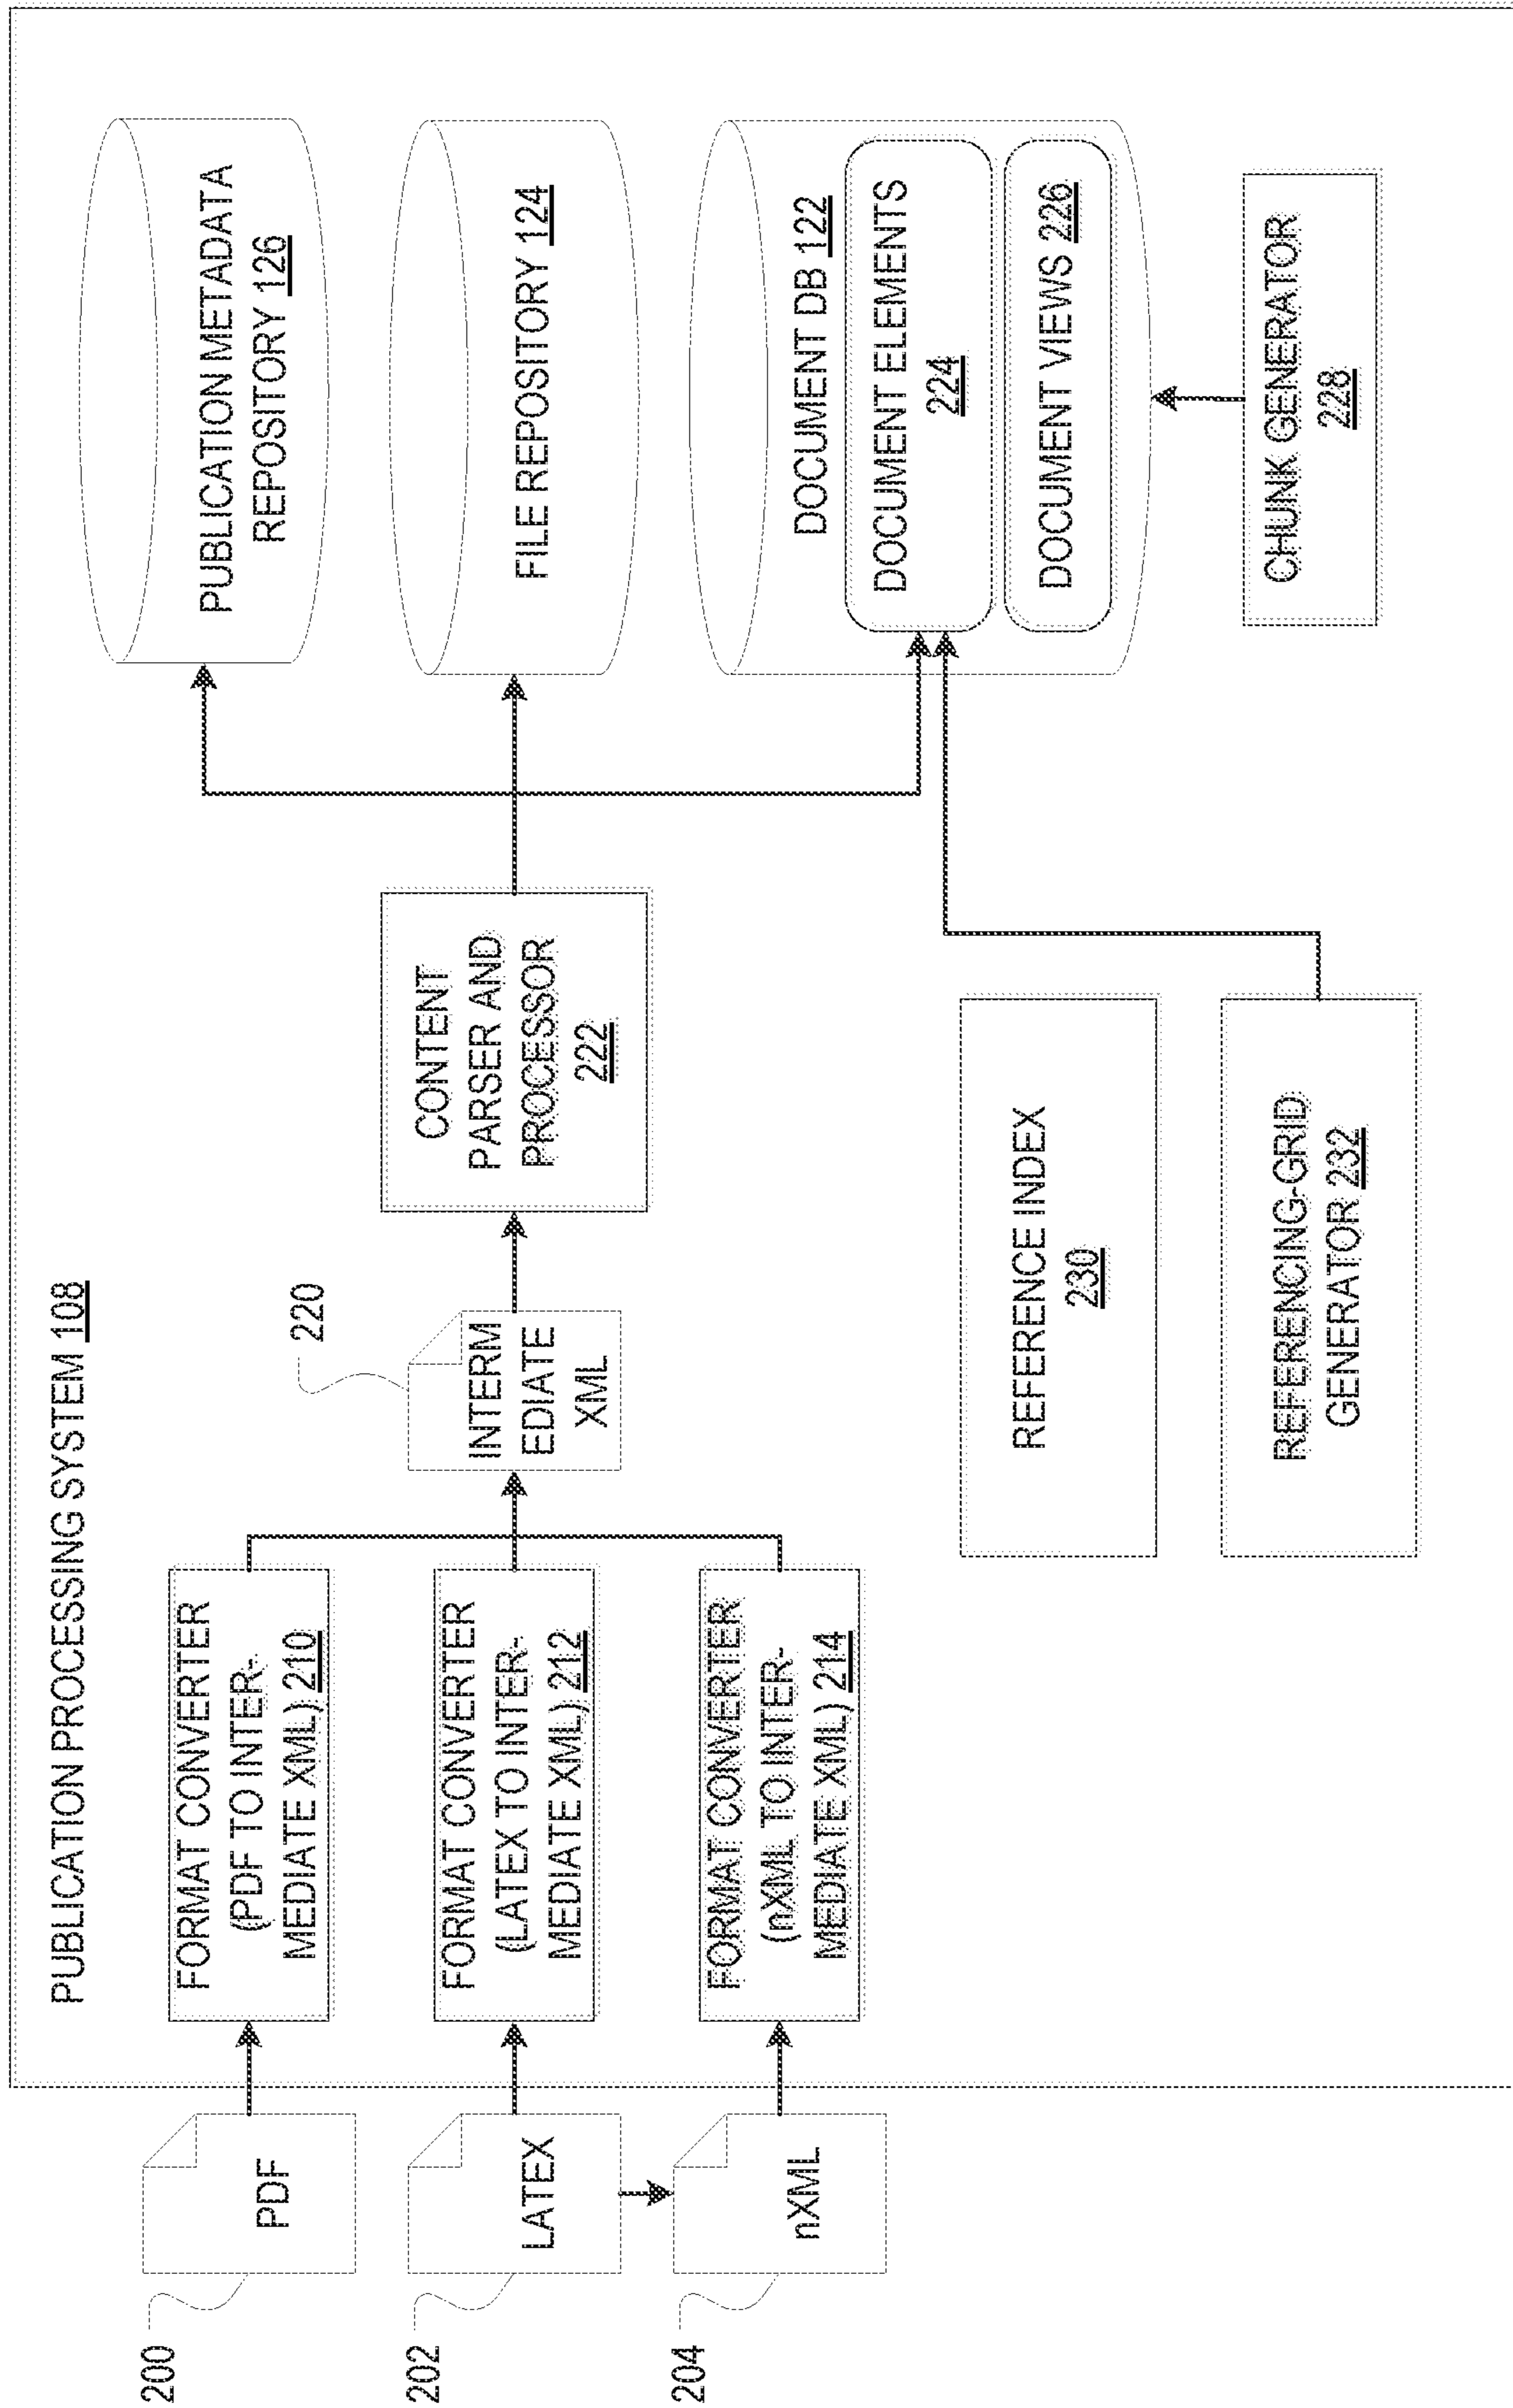 PUBLICATION PROCESSING SYSTEM 108
200
PDF
202
LATEX
204
nXML
FORMAT CONVERTER
(PDF TO INTER-
MEDIATE XML) 210
FORMAT CONVERTER
(LATEX TO INTER-
MEDIATE XML) 212
FORMAT CONVERTER
(nXML TO INTER-
MEDIATE XML) 214
220
INTERM
EDIATE
XML
CONTENT
PARSER AND
PROCESSOR
222
PUBLICATION METADATA
REPOSITORY 126
FILE REPOSITORY 124
DOCUMENT DB 122
DOCUMENT ELEMENTS
224
DOCUMENT VIEWS 226
REFERENCE INDEX
230
REFERENCING-GRID
GENERATOR 232
CHUNK GENERATOR
228